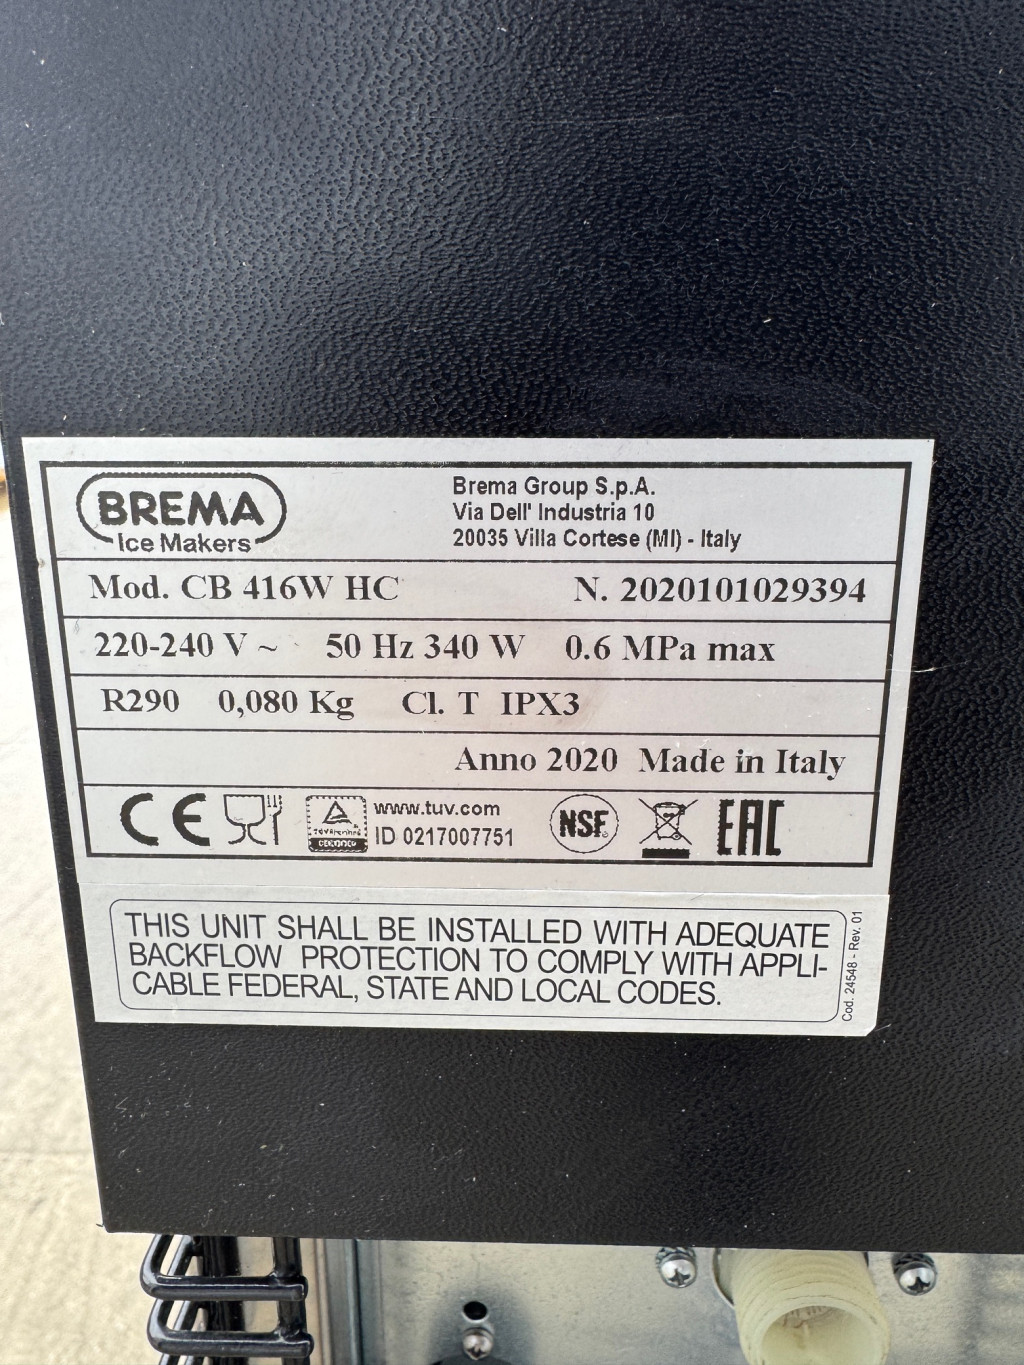 BREMA
Ice Makers
Brema Group S.p.A.
Via Dell' Industria 10
20035 Villa Cortese (MI) - Italy
Mod. CB 416W HC N. 2020101029394
220-240 V ~ 50 Hz 340 W 0.6 MPa max
R290 0,080 Kg Cl. T IPX3
Anno 2020 Made in Italy
CE
TÜVRheinland
CERTIFIED
www.tuv.com
ID 0217007751
NSF
EAC
THIS UNIT SHALL BE INSTALLED WITH ADEQUATE
BACKFLOW PROTECTION TO COMPLY WITH APPLI-
CABLE FEDERAL, STATE AND LOCAL CODES.
Cod. 24548 - Rev. 01